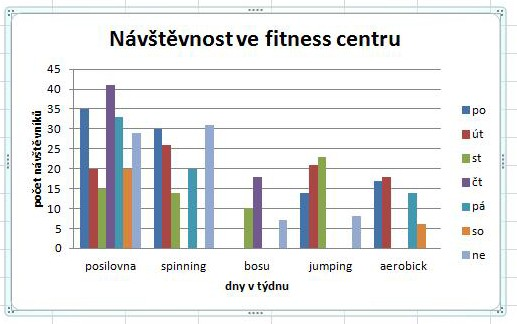 Návštěvnost ve fitness centru
počet návštěvníků
45
40
35
30
25
20
15
10
5
0
posilovna spinning bosu jumping aerobick
dny v týdnu
po
út
st
čt
pá
so
ne